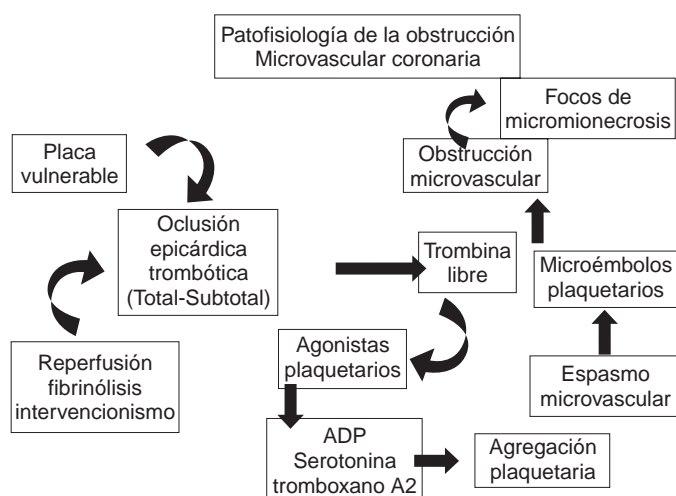 Patofisiología de la obstrucción
Microvascular coronaria
Focos de
micromionecrosis
Placa
vulnerable
Obstrucción
microvascular
Oclusión
epicárdica
trombótica
(Total-Subtotal)
Trombina
libre
Microémbolos
plaquetarios
Reperfusión
fibrinólisis
intervencionismo
Agonistas
plaquetarios
Espasmo
microvascular
ADP
Serotonina
tromboxano A2
Agregación
plaquetaria